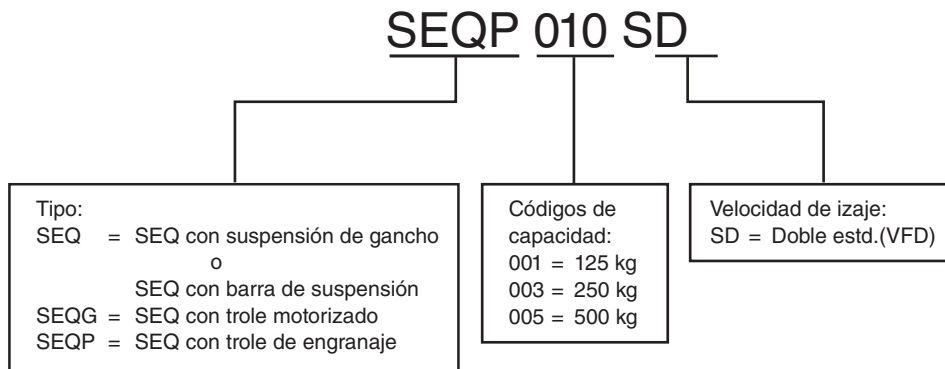 SEQP 010 SD
Tipo:
SEQ = SEQ con suspensión de gancho
o
SEQ con barra de suspensión
SEQG = SEQ con trole motorizado
SEQP = SEQ con trole de engranaje
Códigos de
capacidad:
001 = 125 kg
003 = 250 kg
005 = 500 kg
Velocidad de izaje:
SD = Doble estd.(VFD)